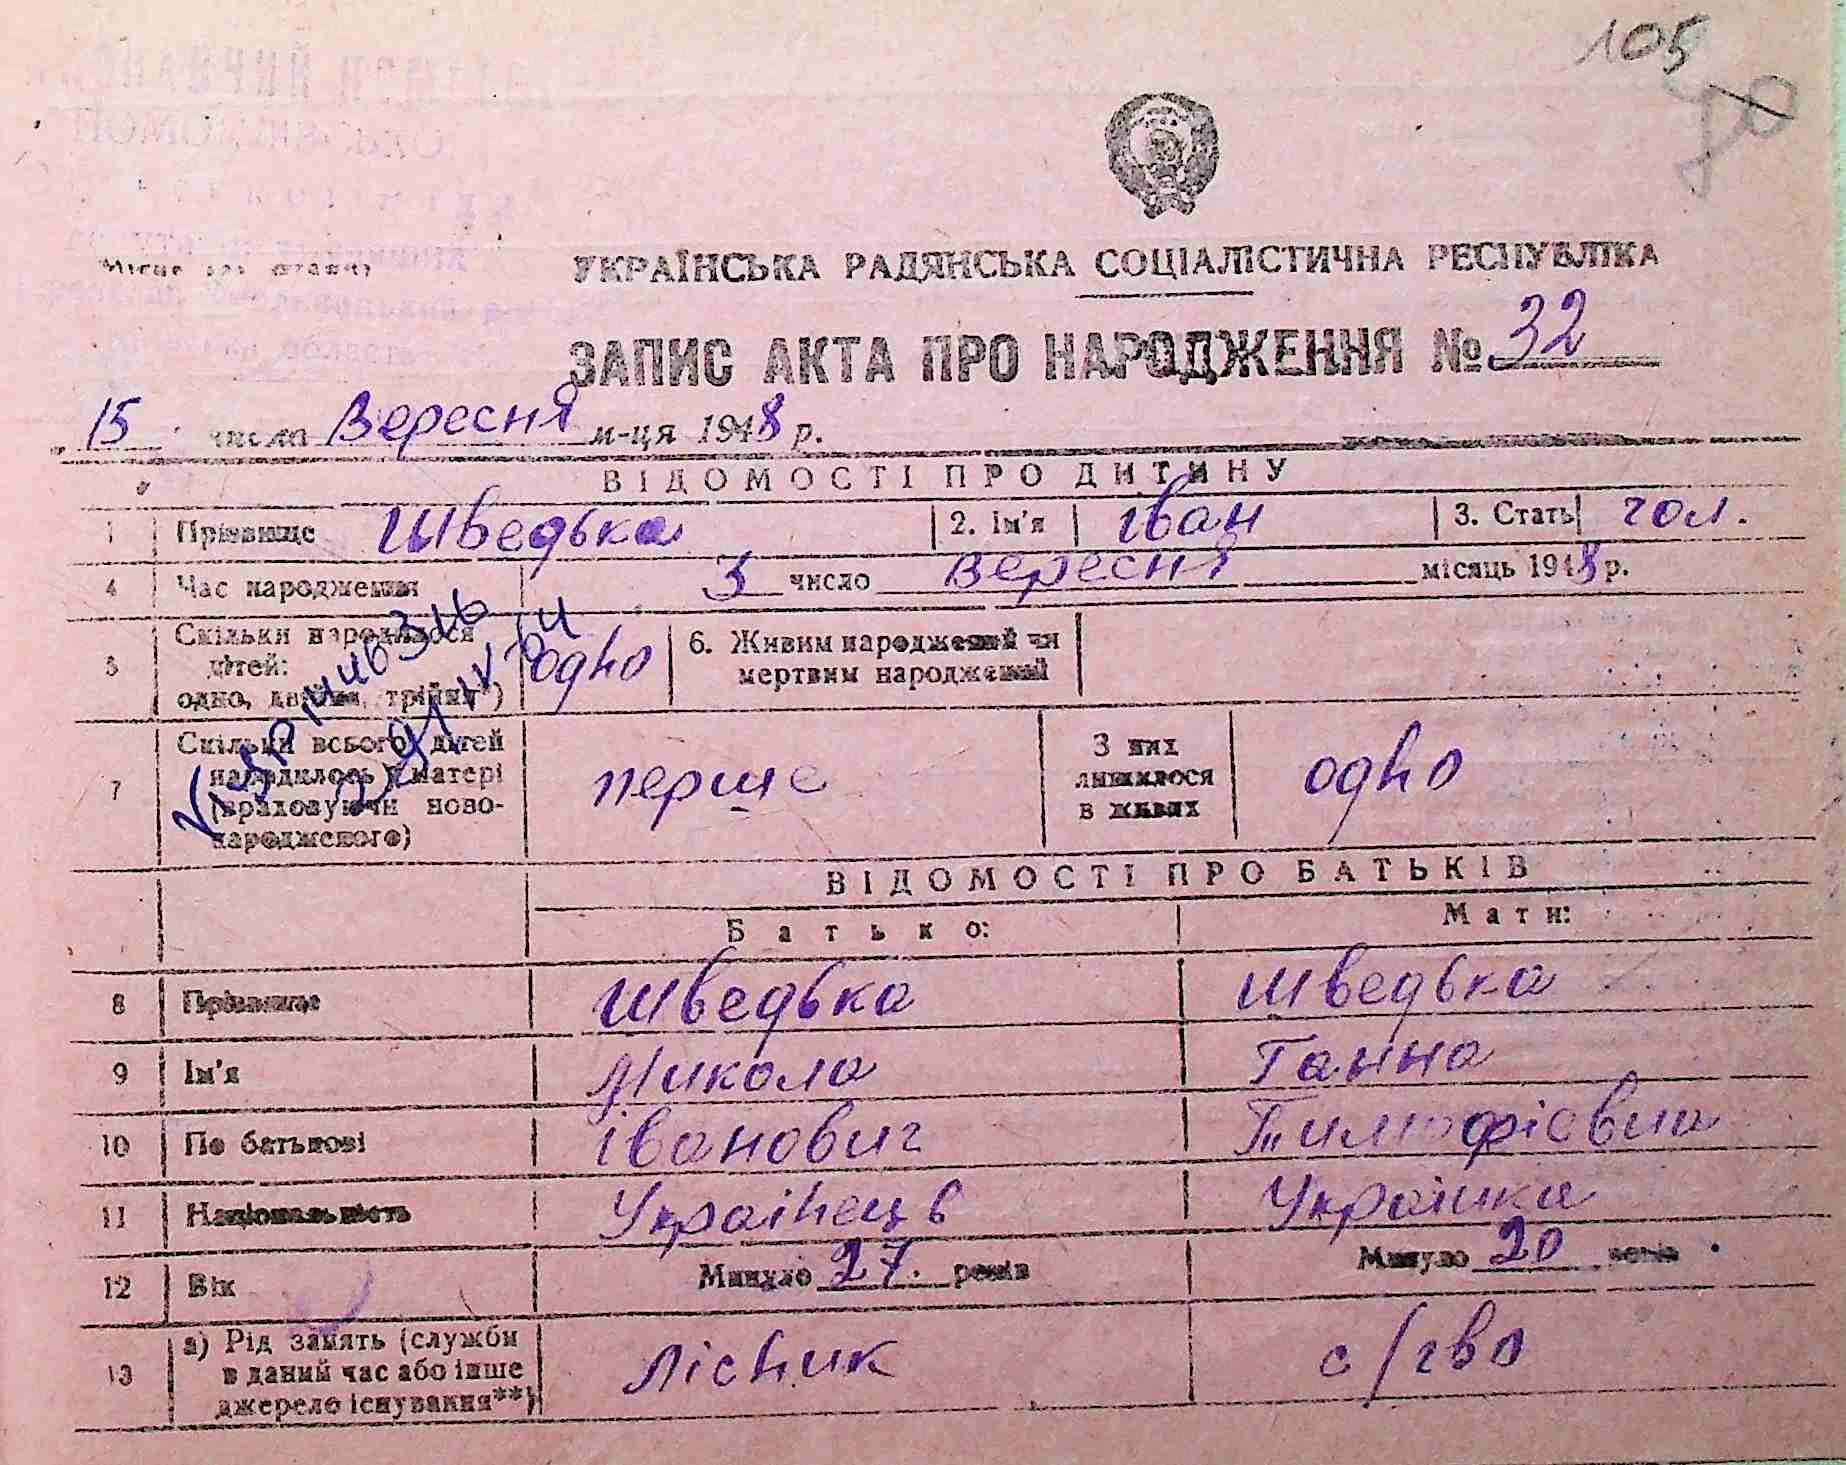 105
УКРАЇНСЬКА РАДЯНСЬКА СОЦІАЛІСТИЧНА РЕСПУБЛІКА
ЗАПИС АКТА ПРО НАРОДЖЕННЯ № 32
„ 15 " число Вересня м-ця 1948 р.
ВІДОМОСТІ ПРО ДИТИНУ
1 Прізвище Шведька 2. Ім'я Іван 3. Стать чол.
4 Час народження 3 число Вересня місяць 1948 р.
5 Скільки народилося дітей: одно, двійня, трійня*) одно 6. Живим народжений чи мертвим народжений
7 Скільки всього дітей народилось у матері (враховуючи новонародженого) перше З них лишилося в живих одно
ВІДОМОСТІ ПРО БАТЬКІВ
Батько: Мати:
8 Прізвище Шведька Шведька
9 Ім'я Микола Ганна
10 По батькові Іванович Тимофієвна
11 Національність Українець Українка
12 Вік Минуло 27. років Минуло 20 років
13 а) Рід занять (служби в даний час або інше джерело існування**) Лісник с/гво